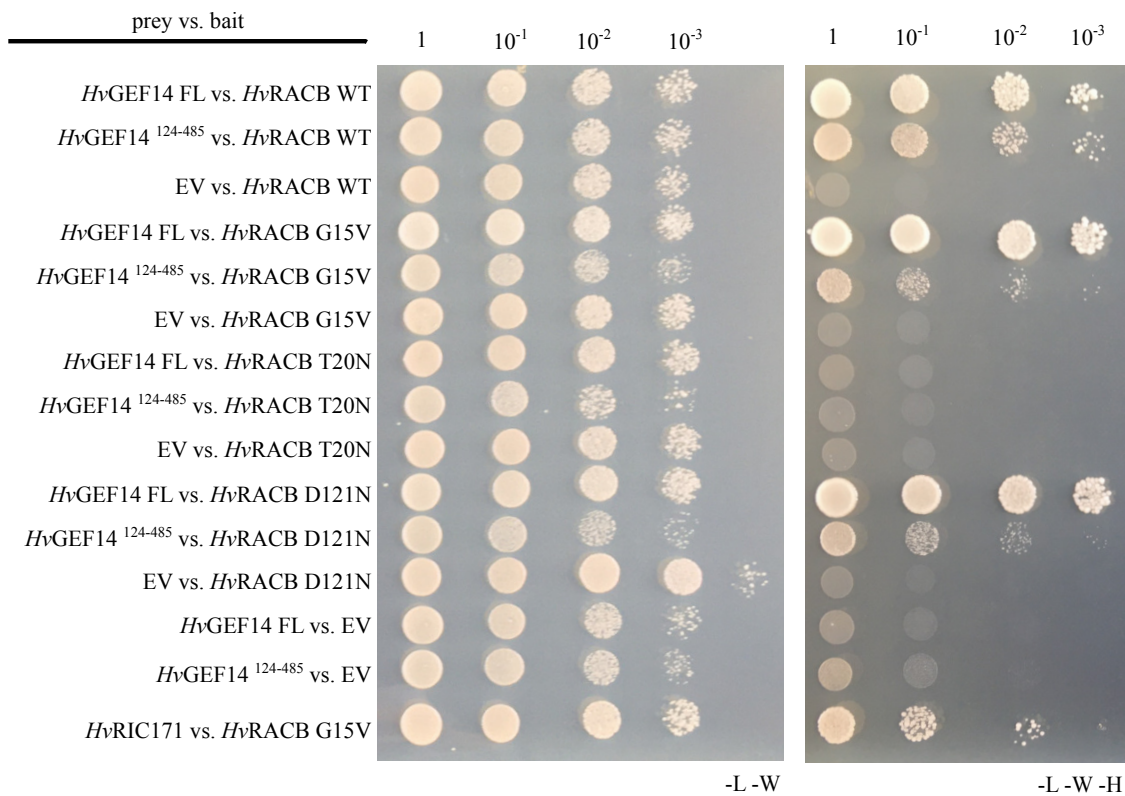 prey vs. bait
1 10⁻¹ 10⁻² 10⁻³ 1 10⁻¹ 10⁻² 10⁻³
HvGEF14 FL vs. HvRACB WT
HvGEF14 ¹²⁴⁻⁴⁸⁵ vs. HvRACB WT
EV vs. HvRACB WT
HvGEF14 FL vs. HvRACB G15V
HvGEF14 ¹²⁴⁻⁴⁸⁵ vs. HvRACB G15V
EV vs. HvRACB G15V
HvGEF14 FL vs. HvRACB T20N
HvGEF14 ¹²⁴⁻⁴⁸⁵ vs. HvRACB T20N
EV vs. HvRACB T20N
HvGEF14 FL vs. HvRACB D121N
HvGEF14 ¹²⁴⁻⁴⁸⁵ vs. HvRACB D121N
EV vs. HvRACB D121N
HvGEF14 FL vs. EV
HvGEF14 ¹²⁴⁻⁴⁸⁵ vs. EV
HvRIC171 vs. HvRACB G15V
-L -W -L -W -H